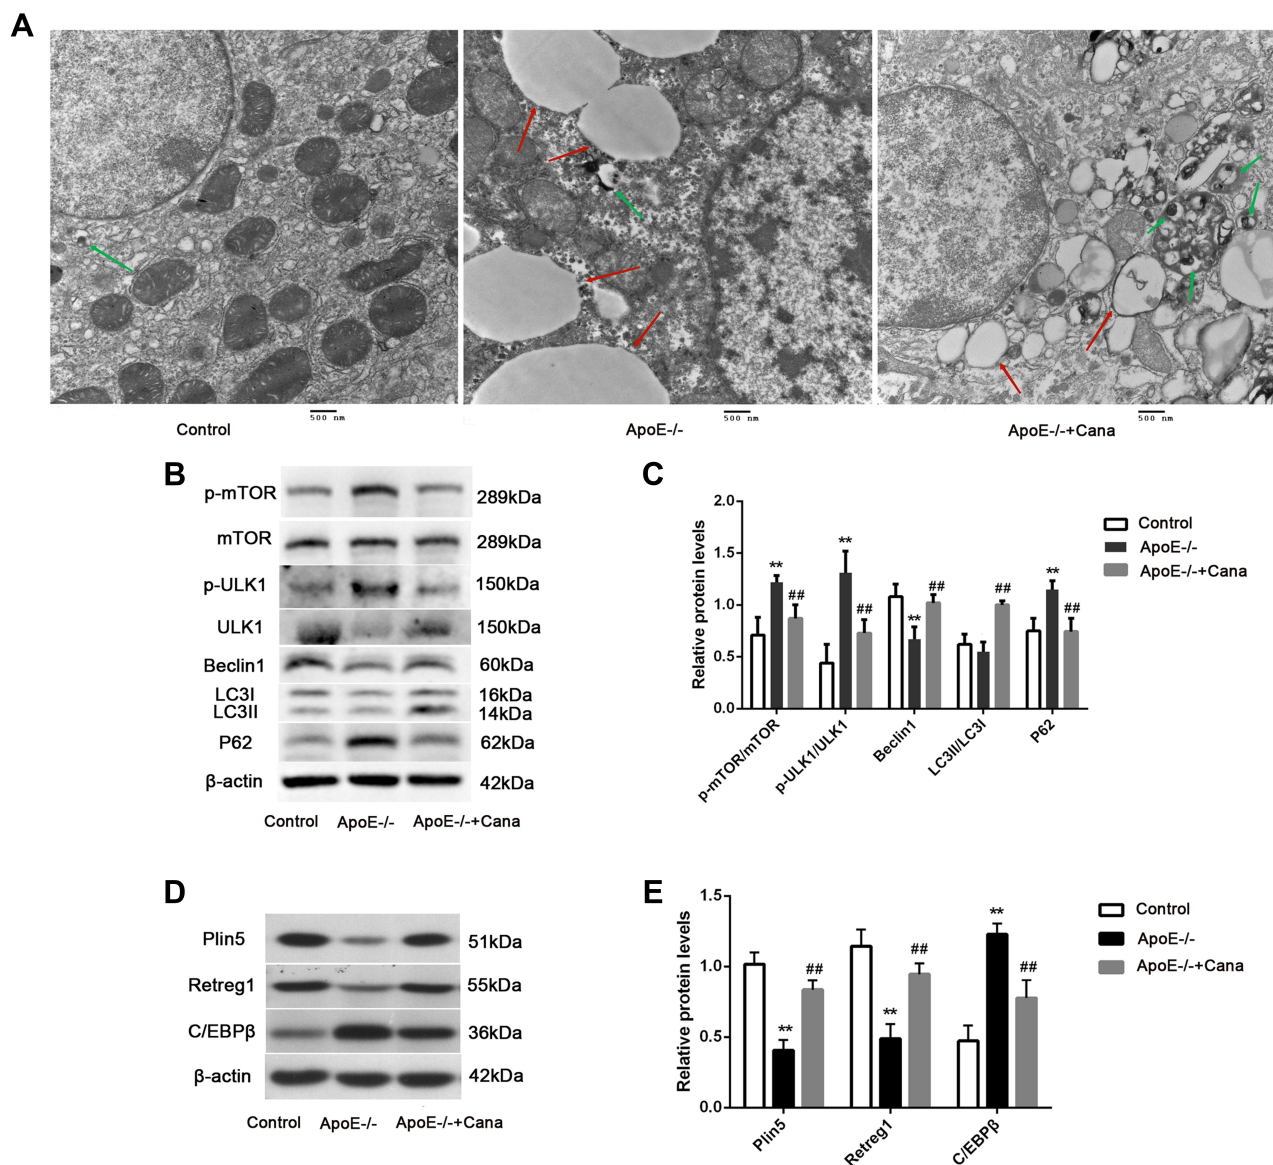 A
500 nm
500 nm
500 nm
Control
ApoE-/-
ApoE-/-+Cana
B
p-mTOR 289kDa
mTOR 289kDa
p-ULK1 150kDa
ULK1 150kDa
Beclin1 60kDa
LC3I 16kDa
LC3II 14kDa
P62 62kDa
β-actin 42kDa
Control ApoE-/- ApoE-/-+Cana
C
Relative protein levels
2.0
1.5
1.0
0.5
0.0
** ## ** ## ** ## ## ** ##
p-mTOR/mTOR
p-ULK1/ULK1
Beclin1
LC3II/LC3I
P62
Control
ApoE-/-
ApoE-/-+Cana
D
Plin5 51kDa
Retreg1 55kDa
C/EBPβ 36kDa
β-actin 42kDa
Control ApoE-/- ApoE-/-+Cana
E
Relative protein levels
1.5
1.0
0.5
0.0
** ## ** ## ** ##
Plin5
Retreg1
C/EBPβ
Control
ApoE-/-
ApoE-/-+Cana